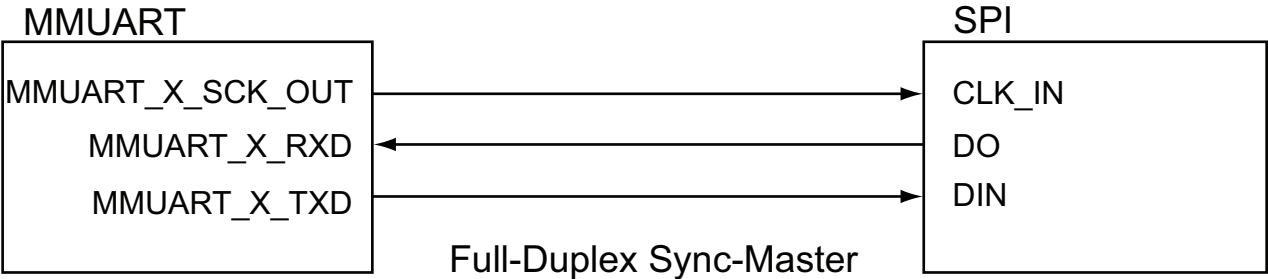 MMUART
SPI
MMUART_X_SCK_OUT
CLK_IN
MMUART_X_RXD
DO
MMUART_X_TXD
DIN
Full-Duplex Sync-Master